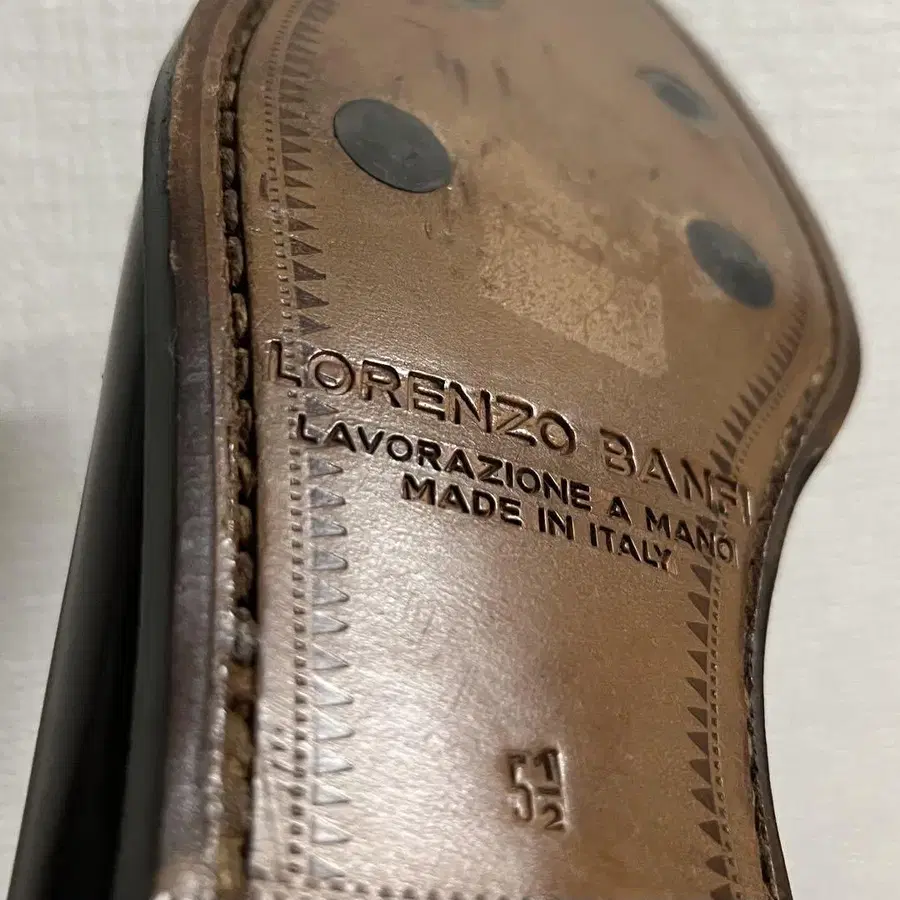 LORENZO BANFI
LAVORAZIONE A MANO
MADE IN ITALY
5½